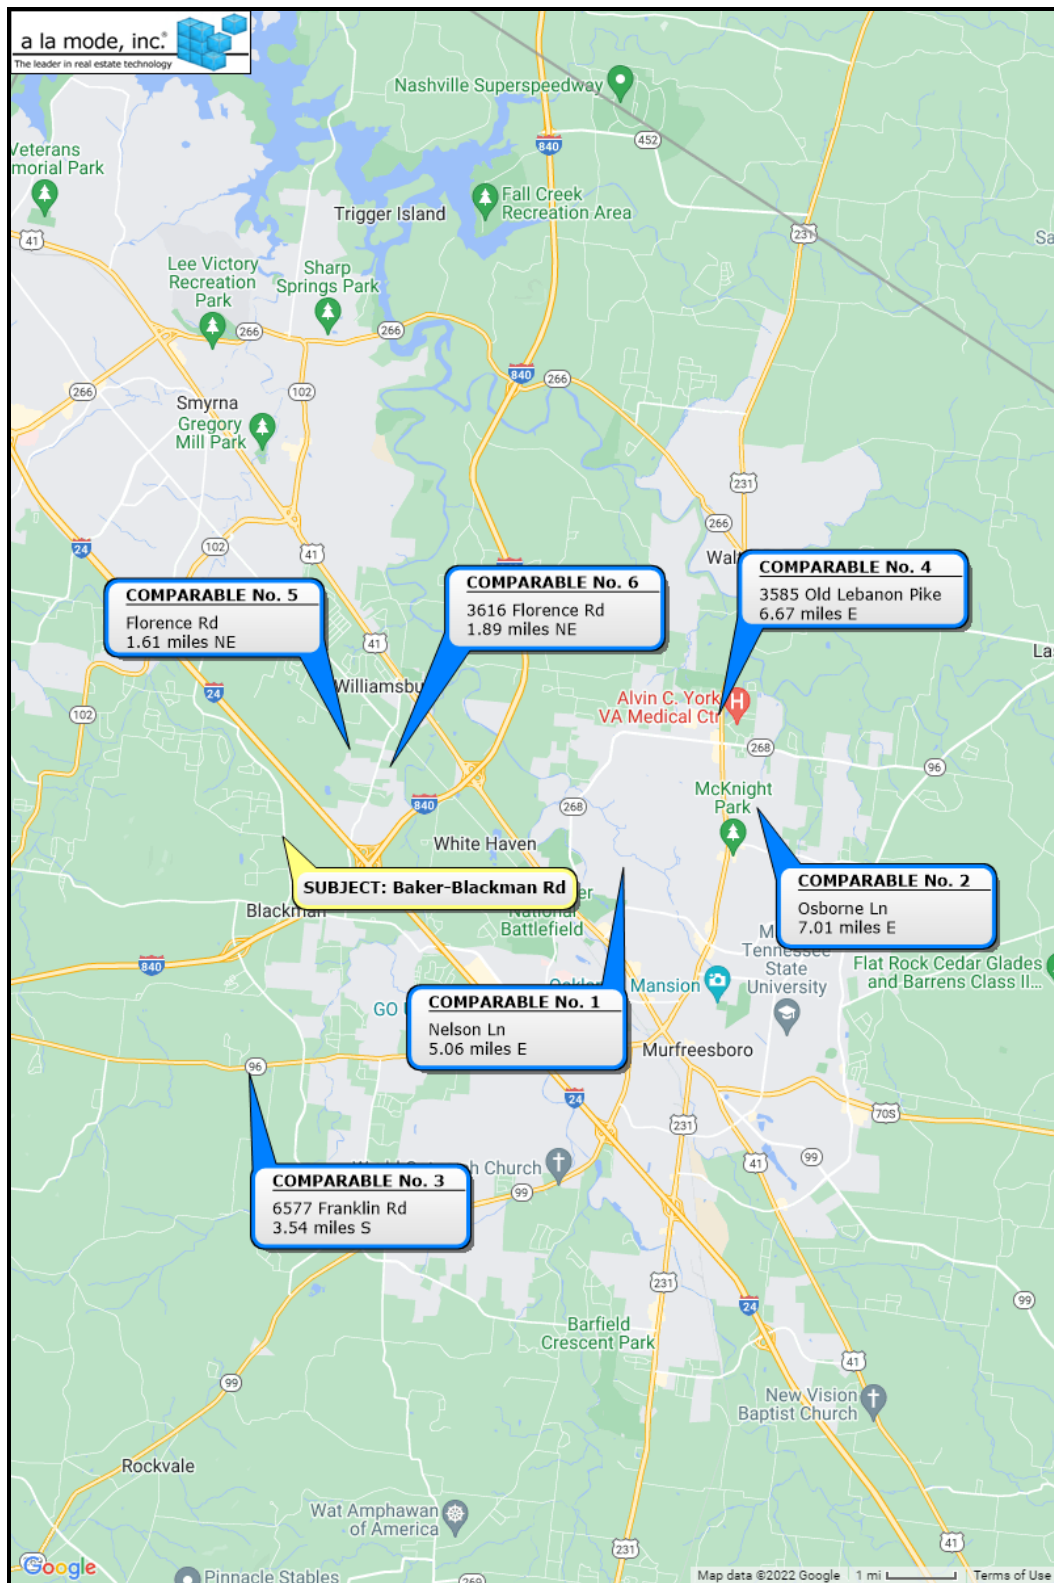 a la mode, inc.®
The leader in real estate technology
Nashville Superspeedway
840
452
Veterans
Fall Creek
Recreation Area
Trigger Island
231
41
Lee Victory
Recreation
Park
Sharp
Springs Park
266
266
840
266
266
102
Smyrna
Gregory
Mill Park
231
266
24
102
41
COMPARABLE No. 5
Florence Rd
1.61 miles NE
COMPARABLE No. 6
3616 Florence Rd
1.89 miles NE
COMPARABLE No. 4
3585 Old Lebanon Pike
6.67 miles E
41
24
102
Alvin C. York
VA Medical Ctr
H
268
96
840
268
McKnight
Park
White Haven
SUBJECT: Baker-Blackman Rd
Blackman
National
Battlefield
COMPARABLE No. 2
Osborne Ln
7.01 miles E
Tennessee
State
University
Flat Rock Cedar Glades
and Barrens Class II...
840
Mansion
COMPARABLE No. 1
Nelson Ln
5.06 miles E
GO
Murfreesboro
96
24
231
70S
41
99
Church
99
COMPARABLE No. 3
6577 Franklin Rd
3.54 miles S
231
24
99
Barfield
Crescent Park
41
99
New Vision
Baptist Church
Rockvale
Wat Amphawan
of America
231
41
Google
Pinnacle Stables
269
Map data ©2022 Google
1 mi
Terms of Use